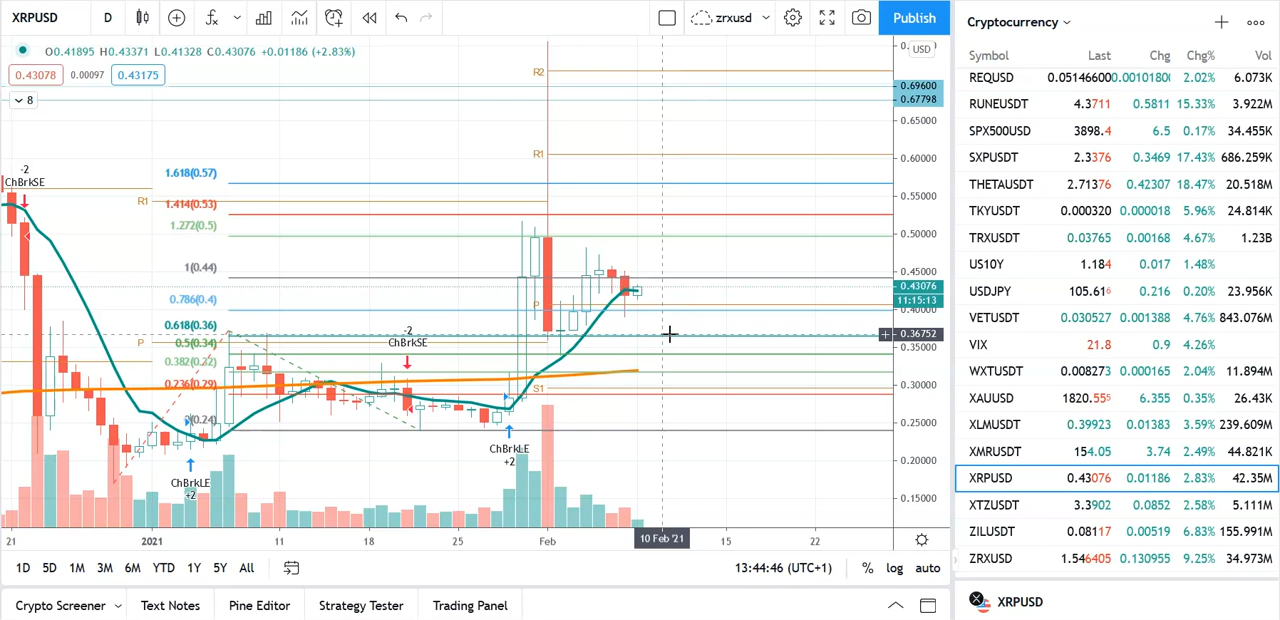 XRPUSD D zrxusd Publish
O0.41895 H0.43371 L0.41328 C0.43076 +0.01186 (+2.83%)
0.43078 0.00097 0.43175
8
USD
R2
0.69600
0.67798
0.65000
R1
0.60000
-2
ChBrkSE
1.618(0.57)
R1
1.414(0.53)
0.55000
1.272(0.5)
0.50000
1(0.44)
0.45000
0.43076
11:15:13
0.786(0.4)
P
0.40000
0.618(0.36)
0.36752
-2
ChBrkSE
P
0.5(0.34)
0.35000
0.30000
0.236(0.29)
S1
0.25000
ChBrkLE
+2
0.20000
ChBrkLE
+2
0.15000
21 2021 11 18 25 Feb 10 Feb '21 15 22
1D 5D 1M 3M 6M YTD 1Y 5Y All 13:44:46 (UTC+1) % log auto
Crypto Screener Text Notes Pine Editor Strategy Tester Trading Panel
Cryptocurrency
Symbol Last Chg Chg% Vol
REQUSD 0.05146600 0.0010180 2.02% 6.073K
RUNEUSDT 4.3711 0.5811 15.33% 3.922M
SPX500USD 3898.4 6.5 0.17% 34.455K
SXPUSDT 2.3376 0.3469 17.43% 686.259K
THETAUSDT 2.71376 0.42307 18.47% 20.518M
TKYUSDT 0.000320 0.000018 5.96% 24.814K
TRXUSDT 0.03765 0.00168 4.67% 1.23B
US10Y 1.184 0.017 1.48%
USDJPY 105.616 0.216 0.20% 23.956K
VETUSDT 0.030527 0.001388 4.76% 843.076M
VIX 21.8 0.9 4.26%
WXTUSDT 0.008273 0.000165 2.04% 11.894M
XAUUSD 1820.555 6.355 0.35% 26.43K
XLMUSDT 0.39923 0.01383 3.59% 239.609M
XMRUSDT 154.05 3.74 2.49% 44.821K
XRPUSD 0.43076 0.01186 2.83% 42.35M
XTZUSDT 3.3902 0.0852 2.58% 5.111M
ZILUSDT 0.08117 0.00519 6.83% 155.991M
ZRXUSD 1.546405 0.130955 9.25% 34.973M
XRPUSD